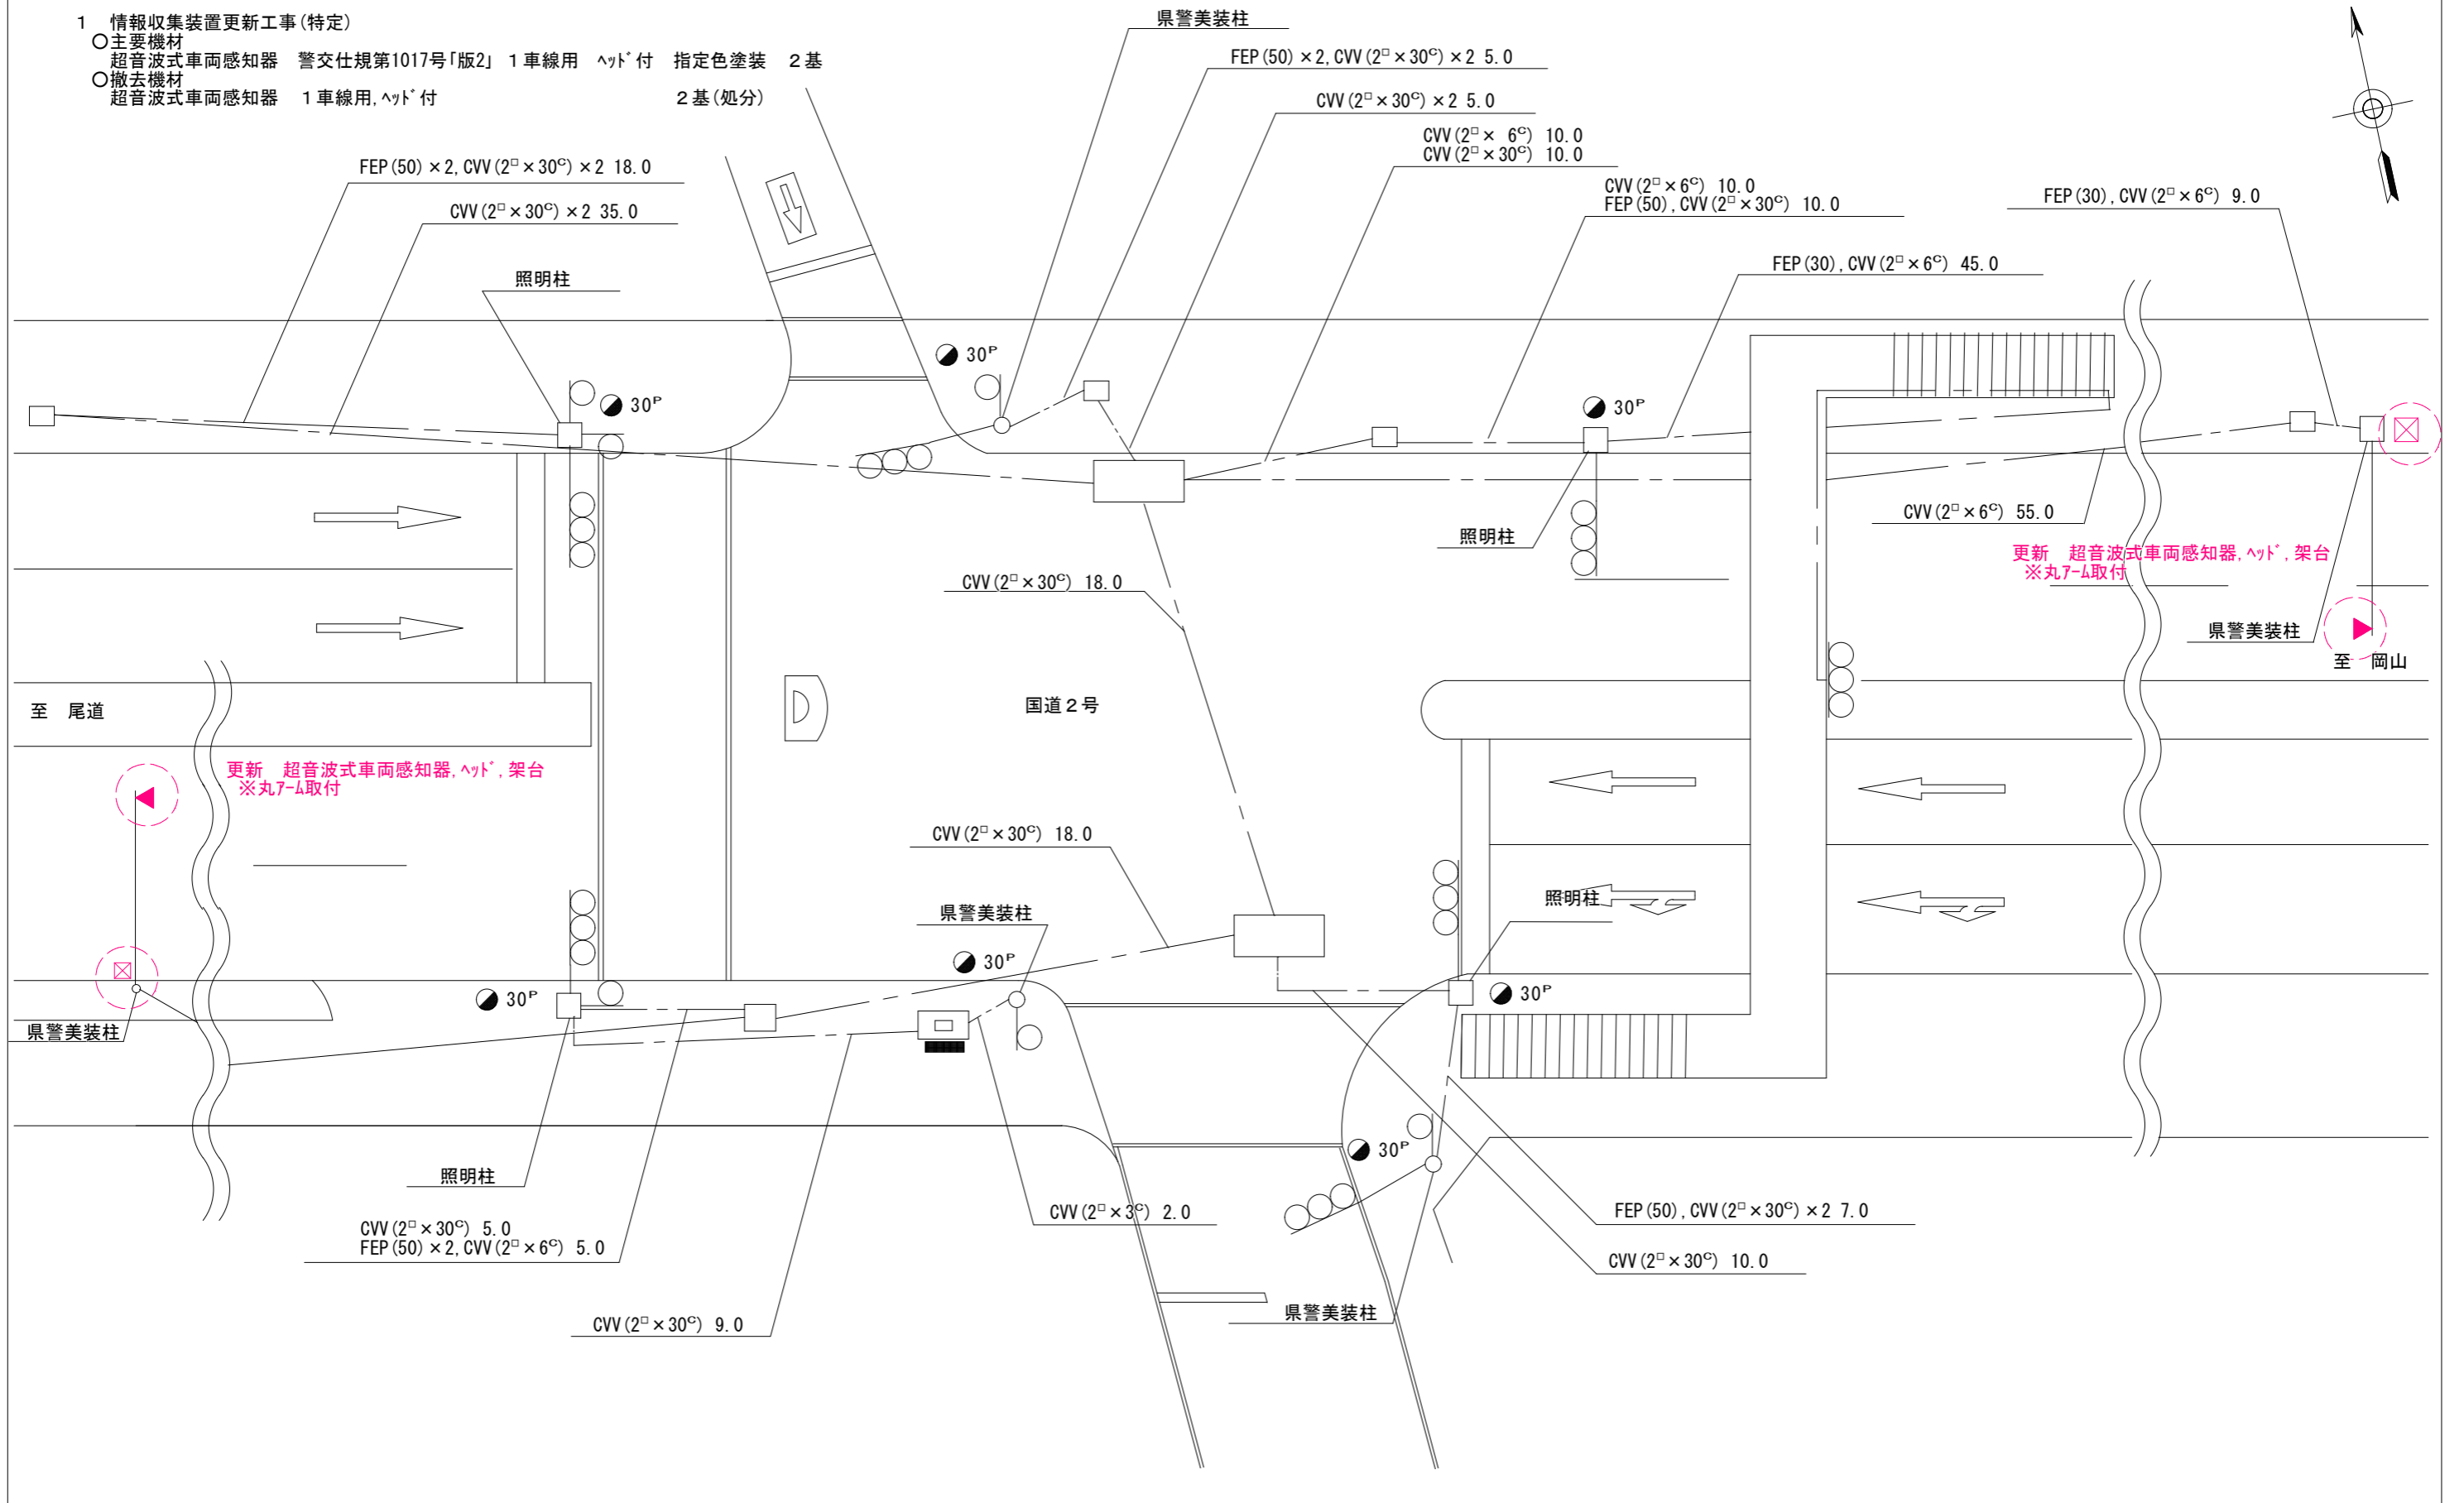 1　情報収集装置更新工事(特定)
○主要機材
超音波式車両感知器　警交仕規第1017号「版2」 1車線用　ﾍｯﾄﾞ付　指定色塗装　2基
○撤去機材
超音波式車両感知器　1車線用,ﾍｯﾄﾞ付　2基(処分)
県警美装柱
FEP(50)×2,CVV(2□×30C)×2 5.0
CVV(2□×30C)×2 5.0
CVV(2□× 6C) 10.0
CVV(2□×30C) 10.0
FEP(50)×2,CVV(2□×30C)×2 18.0
CVV(2□×6C) 10.0
FEP(50),CVV(2□×30C) 10.0
FEP(30),CVV(2□×6C) 9.0
CVV(2□×30C)×2 35.0
FEP(30),CVV(2□×6C) 45.0
照明柱
30P
30P
30P
CVV(2□×6C) 55.0
照明柱
更新　超音波式車両感知器,ﾍｯﾄﾞ,架台
※丸ｱｰﾑ取付
CVV(2□×30C) 18.0
県警美装柱
至　岡山
至　尾道
国道2号
更新　超音波式車両感知器,ﾍｯﾄﾞ,架台
※丸ｱｰﾑ取付
CVV(2□×30C) 18.0
照明柱
県警美装柱
30P
30P
30P
県警美装柱
30P
照明柱
CVV(2□×3C) 2.0
FEP(50),CVV(2□×30C)×2 7.0
CVV(2□×30C) 5.0
FEP(50)×2,CVV(2□×6C) 5.0
CVV(2□×30C) 10.0
県警美装柱
CVV(2□×30C) 9.0